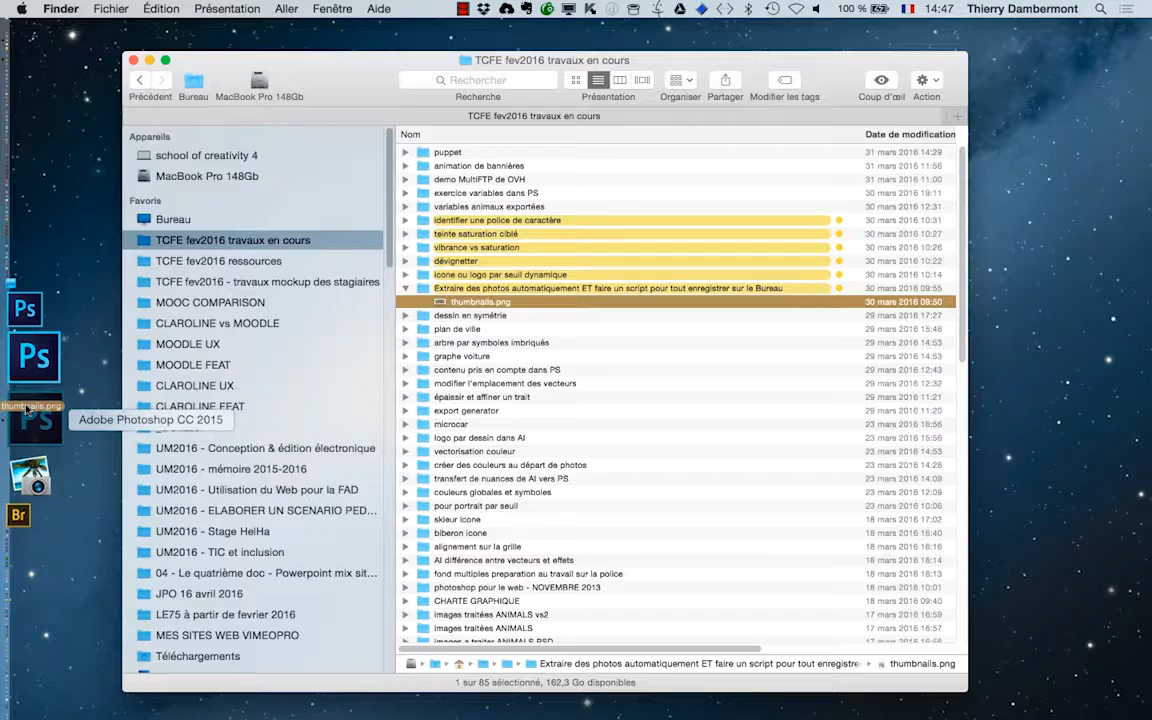 Finder Fichier Édition Présentation Aller Fenêtre Aide 100 % 14:47 Thierry Dambermont
TCFE fev2016 travaux en cours
Rechercher
Précédent Bureau MacBook Pro 148Gb Recherche Présentation Organiser Partager Modifier les tags Coup d'œil Action
TCFE fev2016 travaux en cours
Appareils
school of creativity 4
MacBook Pro 148Gb
Favoris
Bureau
TCFE fev2016 travaux en cours
TCFE fev2016 ressources
TCFE fev2016 - travaux mockup des stagiaires
MOOC COMPARISON
CLAROLINE vs MOODLE
MOODLE UX
MOODLE FEAT
CLAROLINE UX
CLAROLINE FEAT
UM2016 - Conception & édition électronique
UM2016 - mémoire 2015-2016
UM2016 - Utilisation du Web pour la FAD
UM2016 - ELABORER UN SCENARIO PED...
UM2016 - Stage HelHa
UM2016 - TIC et inclusion
04 - Le quatrième doc - Powerpoint mix sit...
JPO 16 avril 2016
LE75 à partir de fevrier 2016
MES SITES WEB VIMEOPRO
Téléchargements
Nom Date de modification
puppet 31 mars 2016 14:29
animation de bannières 31 mars 2016 11:56
demo MultiFTP de OVH 31 mars 2016 11:00
exercice variables dans PS 30 mars 2016 19:11
variables animaux exportées 30 mars 2016 12:31
identifier une police de caractère 30 mars 2016 10:31
teinte saturation ciblé 30 mars 2016 10:27
vibrance vs saturation 30 mars 2016 10:26
dévignetter 30 mars 2016 10:22
icone ou logo par seuil dynamique 30 mars 2016 10:14
Extraire des photos automatiquement ET faire un script pour tout enregistrer sur le Bureau 30 mars 2016 09:55
thumbnails.png 30 mars 2016 09:50
dessin en symétrie 29 mars 2016 17:27
plan de ville 29 mars 2016 15:46
arbre par symboles imbriqués 29 mars 2016 14:53
graphe voiture 29 mars 2016 14:53
contenu pris en compte dans PS 29 mars 2016 12:43
modifier l'emplacement des meubles 29 mars 2016 12:32
épaissir et affiner un trait 29 mars 2016 11:21
export generator 29 mars 2016 11:20
microcar 23 mars 2016 16:56
logo par dessin dans AI 23 mars 2016 15:56
vectorisation couleur 23 mars 2016 14:53
créer des couleurs au départ de photos 23 mars 2016 14:28
transfert de nuances de AI vers PS 23 mars 2016 14:09
couleurs globales et symboles 23 mars 2016 12:09
pour portrait par seuil 23 mars 2016 10:06
skieur icone 18 mars 2016 17:02
biberon icone 18 mars 2016 16:40
alignement sur la grille 18 mars 2016 16:16
AI différence entre vecteurs et effets 18 mars 2016 16:14
fond multiples preparation au travail sur la police 18 mars 2016 16:13
photoshop pour le web - NOVEMBRE 2013 18 mars 2016 10:01
CHARTE GRAPHIQUE 18 mars 2016 09:40
images traitées ANIMALS vs2 17 mars 2016 16:59
images traitées ANIMALS 17 mars 2016 16:57
images a traiter ANIMALS PSD
Extraire des photos automatiquement ET faire un script pour tout enregistre thumbnails.png
1 sur 85 sélectionné, 162,3 Go disponibles
Ps
Ps
thumbnails.png
Ps
Adobe Photoshop CC 2015
Br